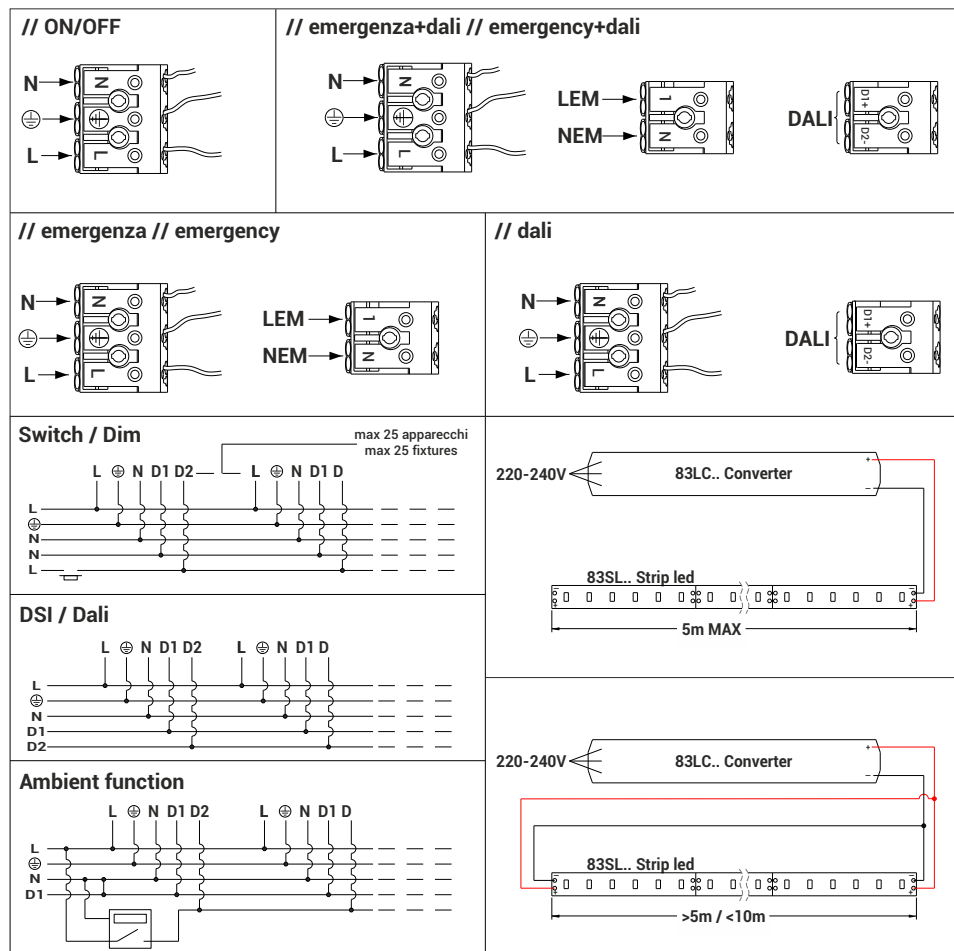 // ON/OFF
N
L
N
L
// emergenza+dali // emergency+dali
N
L
N
L
LEM
NEM
1
N
DALI
D1+
D2-
// emergenza // emergency
N
L
N
L
LEM
NEM
1
N
// dali
N
L
N
L
DALI
D1+
D2-
Switch / Dim
max 25 apparecchi
max 25 fixtures
L N D1 D2 L N D1 D
L
N
N
L
DSI / Dali
L N D1 D2 L N D1 D
L
N
D1
D2
Ambient function
L N D1 D2 L N D1 D
L
N
D1
220-240V
83LC.. Converter
+
−
83SL.. Strip led
− −
+ +
5m MAX
220-240V
83LC.. Converter
+
−
83SL.. Strip led
− −
+ +
>5m / <10m